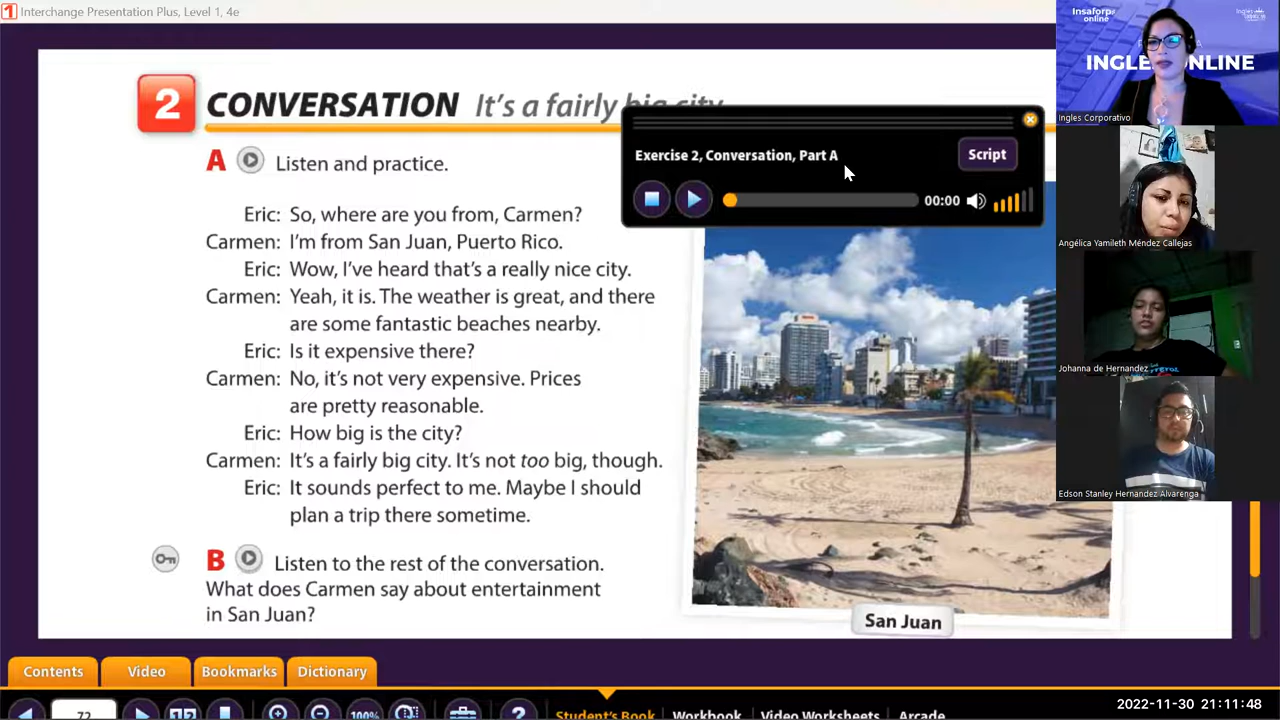 Interchange Presentation Plus, Level 1, 4e
2 CONVERSATION It's a fairly big city
A Listen and practice.
Eric: So, where are you from, Carmen?
Carmen: I'm from San Juan, Puerto Rico.
Eric: Wow, I've heard that's a really nice city.
Carmen: Yeah, it is. The weather is great, and there
are some fantastic beaches nearby.
Eric: Is it expensive there?
Carmen: No, it's not very expensive. Prices
are pretty reasonable.
Eric: How big is the city?
Carmen: It's a fairly big city. It's not too big, though.
Eric: It sounds perfect to me. Maybe I should
plan a trip there sometime.
B Listen to the rest of the conversation.
What does Carmen say about entertainment
in San Juan?
Exercise 2, Conversation, Part A
Script
00:00
San Juan
Contents Video Bookmarks Dictionary
72
100%
?
Student's Book Workbook Video Worksheets Arcade
Insaforp
online
INGLE ONLINE
Ingles Corporativo
Angélica Yamileth Méndez Callejas
Johanna de Hernandez
Edson Stanley Hernandez Alvarenga
2022-11-30 21:11:48